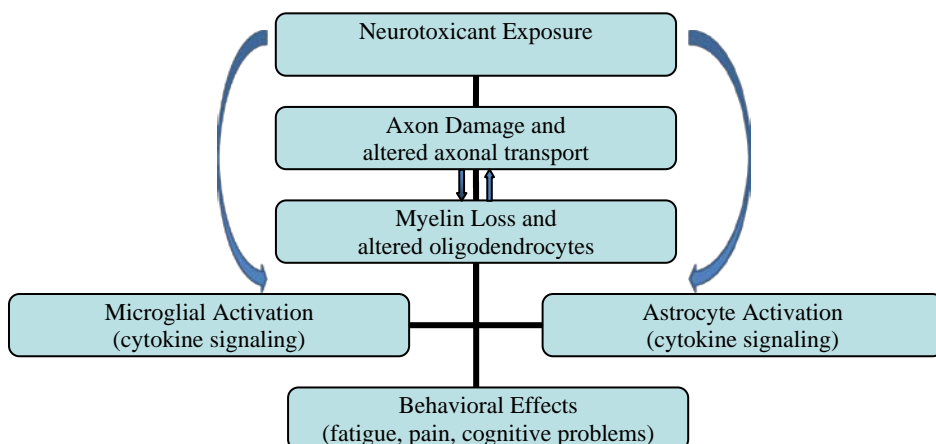 Neurotoxicant Exposure
Axon Damage and
altered axonal transport
Myelin Loss and
altered oligodendrocytes
Microglial Activation
(cytokine signaling)
Astrocyte Activation
(cytokine signaling)
Behavioral Effects
(fatigue, pain, cognitive problems)